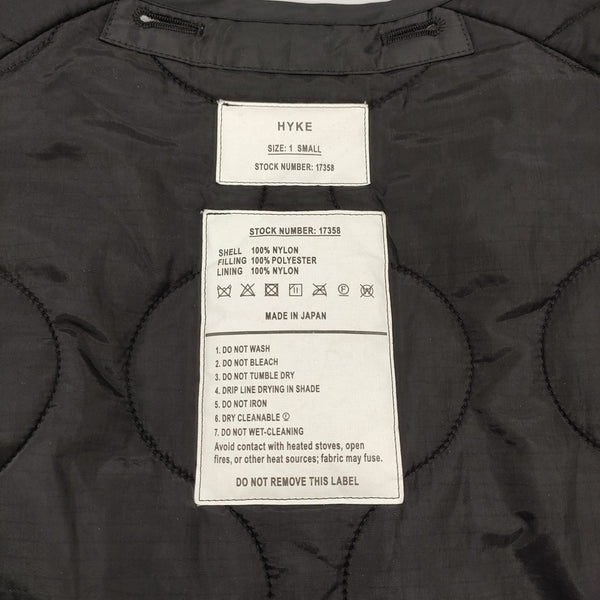 HYKE
SIZE: 1 SMALL
STOCK NUMBER: 17358
STOCK NUMBER: 17358
SHELL 100% NYLON
FILLING 100% POLYESTER
LINING 100% NYLON
MADE IN JAPAN
1. DO NOT WASH
2. DO NOT BLEACH
3. DO NOT TUMBLE DRY
4. DRIP LINE DRYING IN SHADE
5. DO NOT IRON
6. DRY CLEANABLE Ⓕ
7. DO NOT WET-CLEANING
Avoid contact with heated stoves, open
fires, or other heat sources; fabric may fuse.
DO NOT REMOVE THIS LABEL